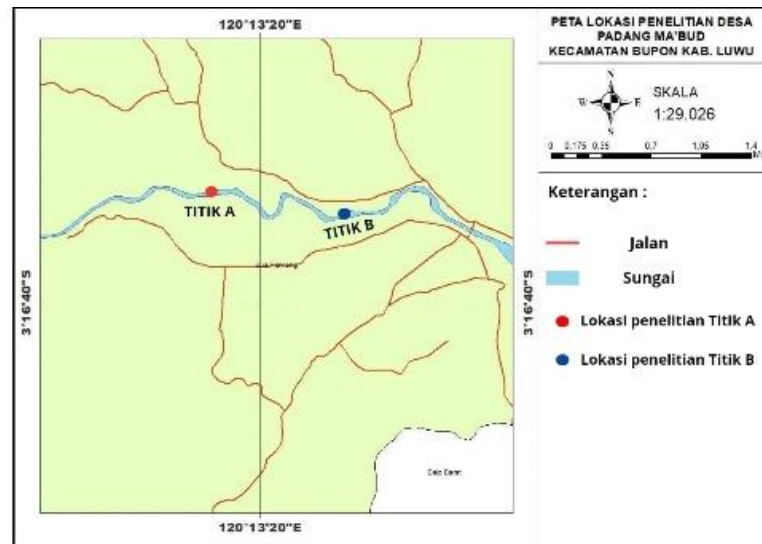 120°13'20"E
PETA LOKASI PENELITIAN DESA
PADANG MA'BUD
KECAMATAN BUPON KAB. LUWU
N
W E
S
SKALA
1:29,026
0 0,175 0,35 0,7 1,05 1,4
Keterangan :
Jalan
Sungai
Lokasi penelitian Titik A
Lokasi penelitian Titik B
TITIK A
TITIK B
3°16'40"S
3°16'40"S
120°13'20"E